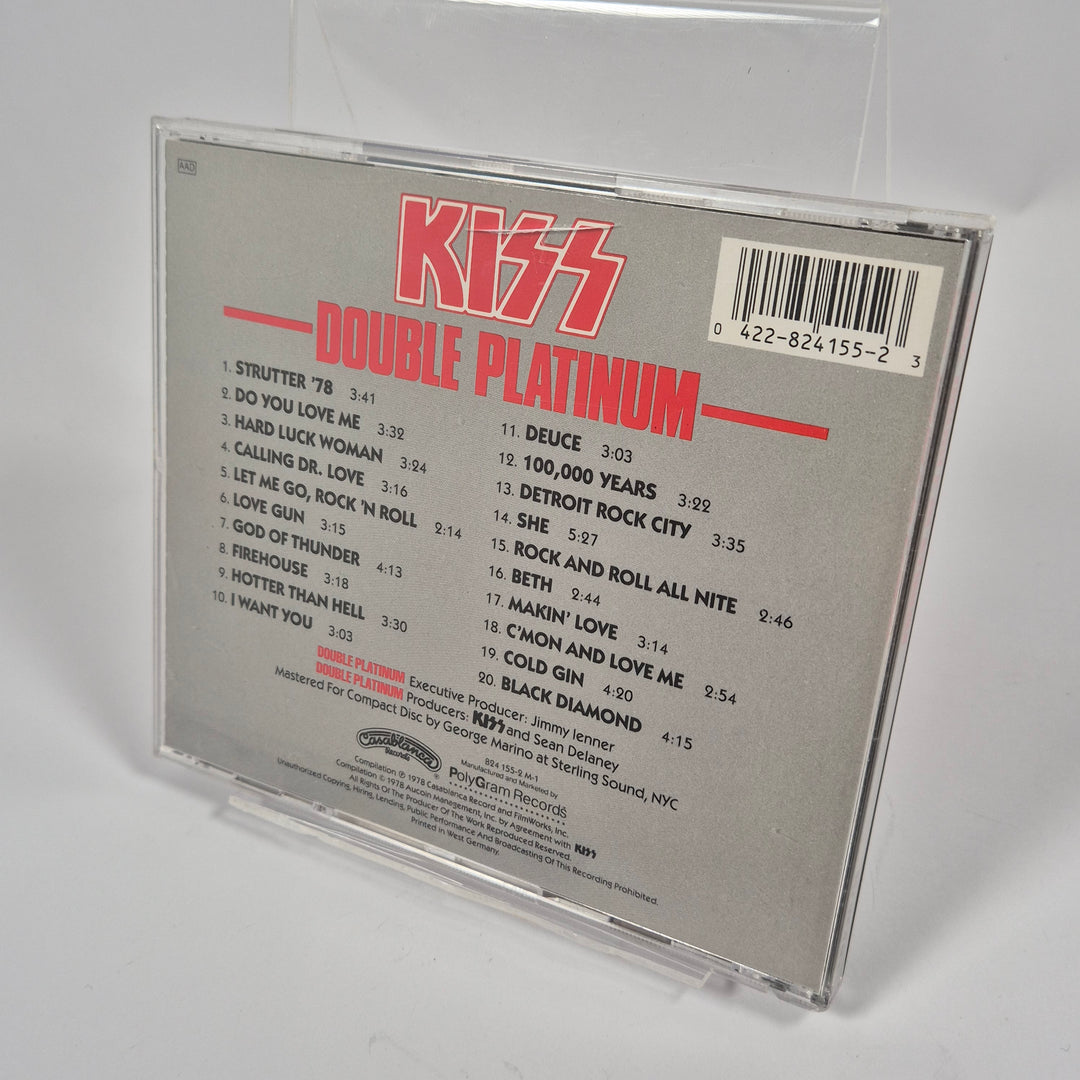 AAD
KISS
DOUBLE PLATINUM
0 422-824155-2 3
1. STRUTTER '78 3:41
2. DO YOU LOVE ME 3:32
3. HARD LUCK WOMAN 3:24
4. CALLING DR. LOVE 3:16
5. LET ME GO, ROCK 'N ROLL 2:14
6. LOVE GUN 3:15
7. GOD OF THUNDER 4:13
8. FIREHOUSE 3:18
9. HOTTER THAN HELL 3:30
10. I WANT YOU 3:03
11. DEUCE 3:03
12. 100,000 YEARS 3:22
13. DETROIT ROCK CITY 3:35
14. SHE 5:27
15. ROCK AND ROLL ALL NITE 2:46
16. BETH 2:44
17. MAKIN' LOVE 3:14
18. C'MON AND LOVE ME 2:54
19. COLD GIN 4:20
20. BLACK DIAMOND 4:15
DOUBLE PLATINUM Executive Producer: Jimmy Ienner
DOUBLE PLATINUM Producers: KISS and Sean Delaney
Mastered For Compact Disc by George Marino at Sterling Sound, NYC
Casablanca Records
®
824 155-2 M-1
Manufactured and Marketed by
PolyGram Records
Compilation ℗ 1978 Casablanca Record and FilmWorks, Inc.
Compilation © 1978 Aucoin Management, Inc. by Agreement with KISS
All Rights Of The Producer Of The Work Reproduced Reserved.
Unauthorized Copying, Hiring, Lending, Public Performance And Broadcasting Of This Recording Prohibited.
Printed in West Germany.